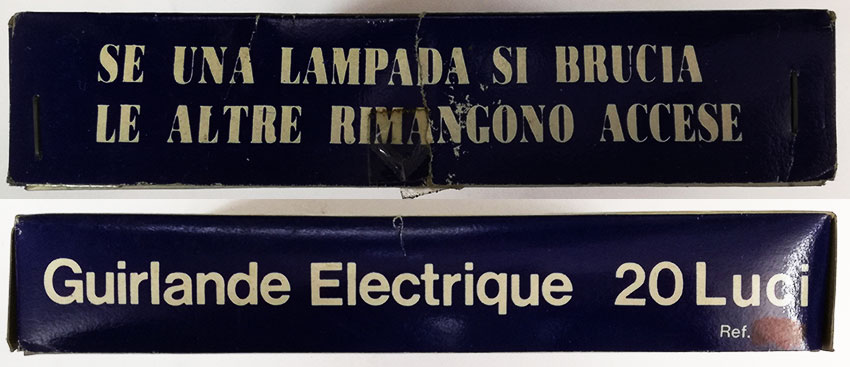 SE UNA LAMPADA SI BRUCIA
LE ALTRE RIMANGONO ACCESE
Guirlande Electrique 20 Luci
Ref.